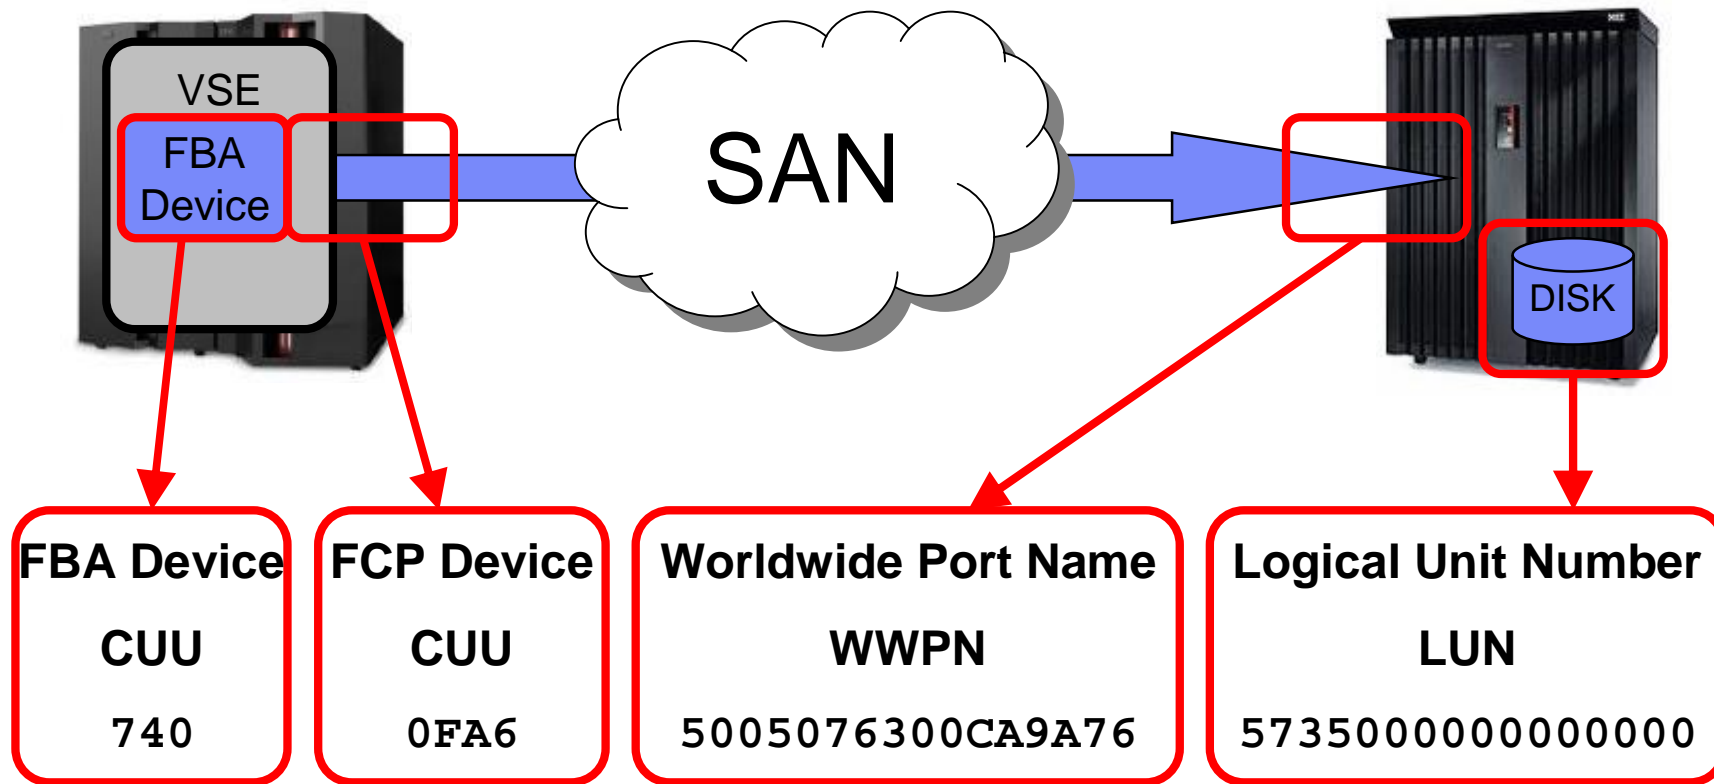 VSE
FBA
Device
SAN
DISK
FBA Device
CUU
740
FCP Device
CUU
0FA6
Worldwide Port Name
WWPN
5005076300CA9A76
Logical Unit Number
LUN
5735000000000000